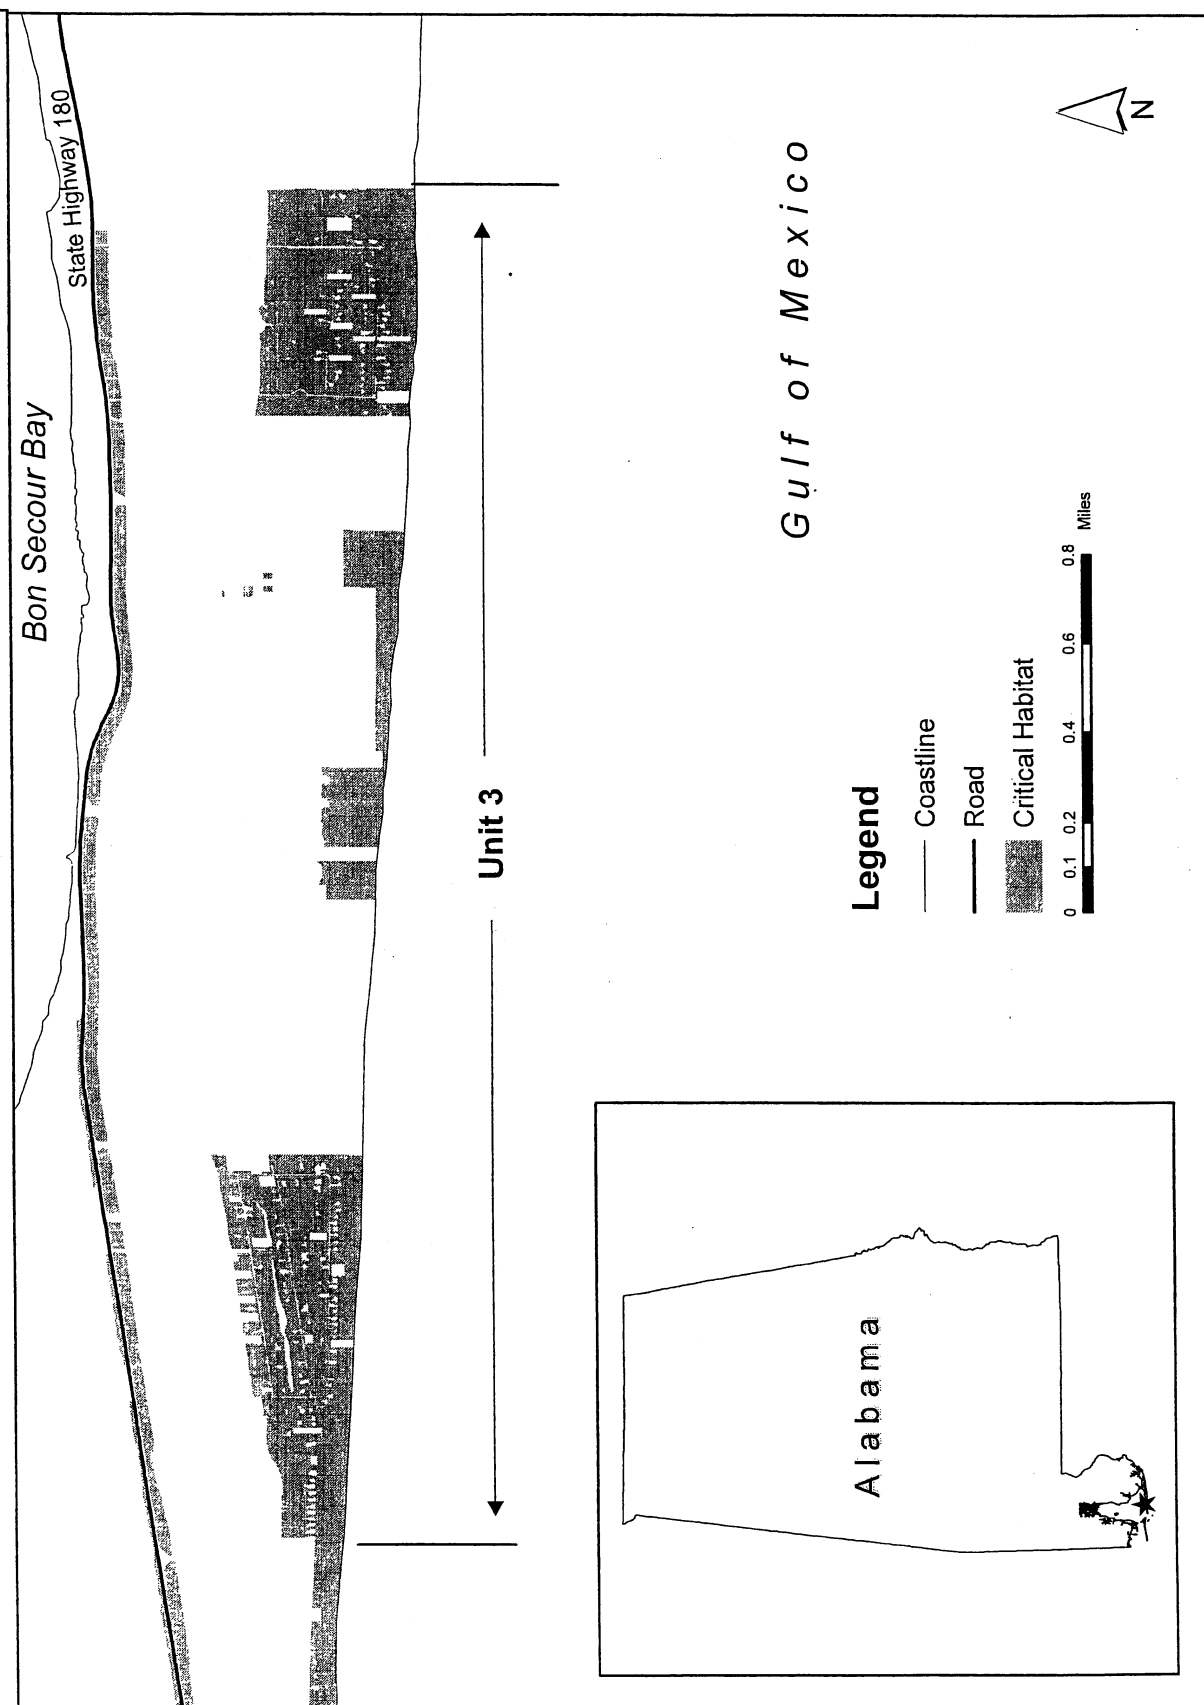 Bon Secour Bay
State Highway 180
Unit 3
Gulf of Mexico
N
Legend
Coastline
Road
Critical Habitat
0 0.1 0.2 0.4 0.6 0.8
Miles
Alabama